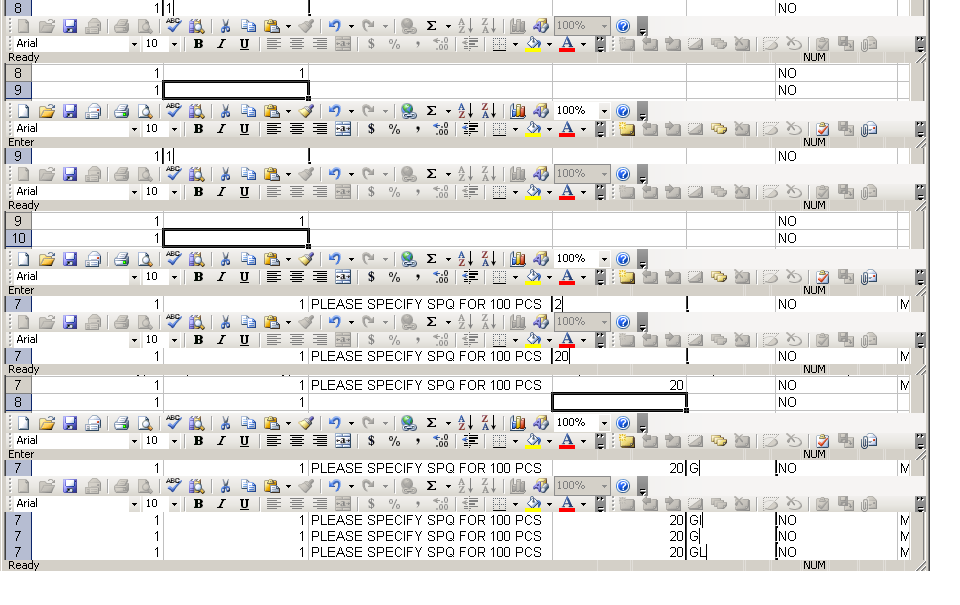 8 1 1 NO
100%
Arial 10 B I U $ %
Ready NUM
8 1 1 NO
9 1 NO
ABC Σ 100%
Arial 10 B I U $ % A
Enter NUM
9 1 1 NO
100%
Arial 10 B I U $ % A
Ready NUM
9 1 1 NO
10 1 NO
ABC Σ 100%
Arial 10 B I U $ % A
Enter NUM
7 1 1 PLEASE SPECIFY SPQ FOR 100 PCS 2 NO M
100%
Arial 10 B I U $ % A
7 1 1 PLEASE SPECIFY SPQ FOR 100 PCS 20 NO M
Ready NUM
7 1 1 PLEASE SPECIFY SPQ FOR 100 PCS 20 NO M
8 1 1 NO
ABC Σ 100%
Arial 10 B I U $ % A
Enter NUM
7 1 1 PLEASE SPECIFY SPQ FOR 100 PCS 20 G NO M
100%
Arial 10 B I U $ % A
7 1 1 PLEASE SPECIFY SPQ FOR 100 PCS 20 GI NO M
7 1 1 PLEASE SPECIFY SPQ FOR 100 PCS 20 G NO M
7 1 1 PLEASE SPECIFY SPQ FOR 100 PCS 20 GL NO M
Ready NUM